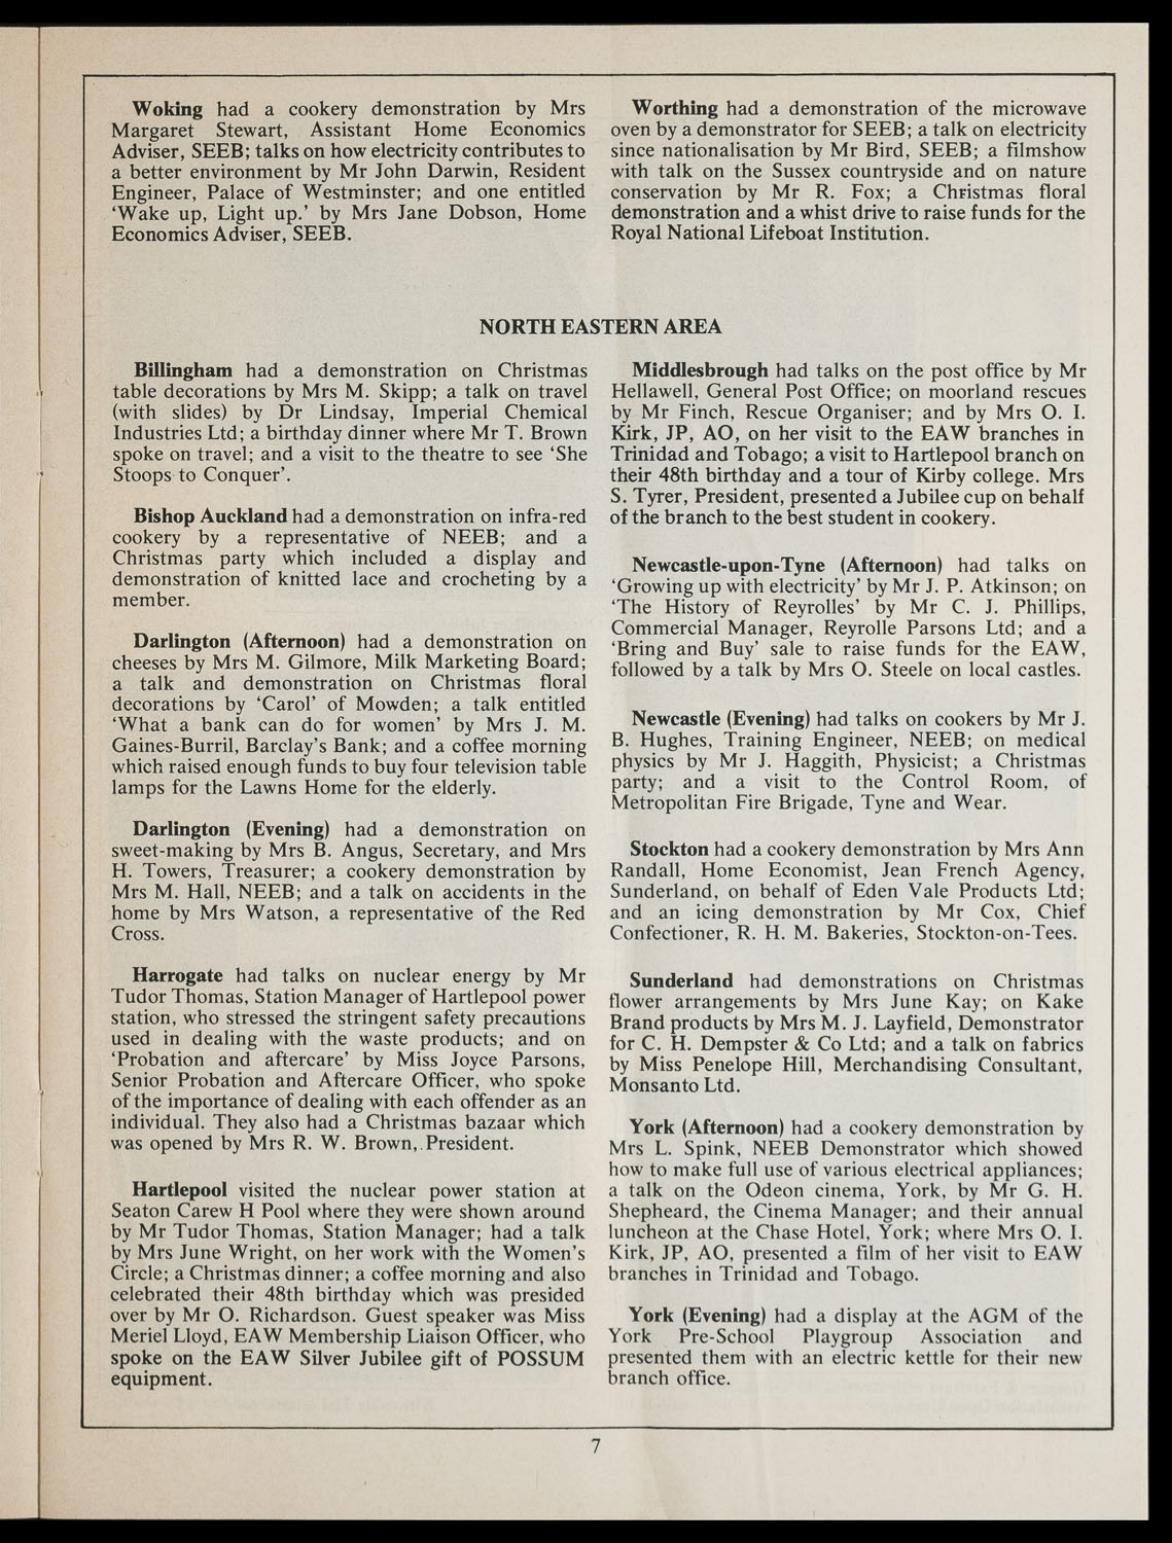 Woking had a cookery demonstration by Mrs
Margaret Stewart, Assistant Home Economics
Adviser, SEEB; talks on how electricity contributes to
a better environment by Mr John Darwin, Resident
Engineer, Palace of Westminster; and one entitled
‘Wake up, Light up.’ by Mrs Jane Dobson, Home
Economics Adviser, SEEB.
Worthing had a demonstration of the microwave
oven by a demonstrator for SEEB; a talk on electricity
since nationalisation by Mr Bird, SEEB; a filmshow
with talk on the Sussex countryside and on nature
conservation by Mr R. Fox; a Christmas floral
demonstration and a whist drive to raise funds for the
Royal National Lifeboat Institution.
NORTH EASTERN AREA
Billingham had a demonstration on Christmas
table decorations by Mrs M. Skipp; a talk on travel
(with slides) by Dr Lindsay, Imperial Chemical
Industries Ltd; a birthday dinner where Mr T. Brown
spoke on travel; and a visit to the theatre to see ‘She
Stoops to Conquer’.
Bishop Auckland had a demonstration on infra-red
cookery by a representative of NEEB; and a
Christmas party which included a display and
demonstration of knitted lace and crocheting by a
member.
Darlington (Afternoon) had a demonstration on
cheeses by Mrs M. Gilmore, Milk Marketing Board;
a talk and demonstration on Christmas floral
decorations by ‘Carol’ of Mowden; a talk entitled
‘What a bank can do for women’ by Mrs J. M.
Gaines-Burril, Barclay's Bank; and a coffee morning
which raised enough funds to buy four television table
lamps for the Lawns Home for the elderly.
Darlington (Evening) had a demonstration on
sweet-making by Mrs B. Angus, Secretary, and Mrs
H. Towers, Treasurer; a cookery demonstration by
Mrs M. Hall, NEEB; and a talk on accidents in the
home by Mrs Watson, a representative of the Red
Cross.
Harrogate had talks on nuclear energy by Mr
Tudor Thomas, Station Manager of Hartlepool power
station, who stressed the stringent safety precautions
used in dealing with the waste products; and on
‘Probation and aftercare’ by Miss Joyce Parsons,
Senior Probation and Aftercare Officer, who spoke
of the importance of dealing with each offender as an
individual. They also had a Christmas bazaar which
was opened by Mrs R. W. Brown, President.
Hartlepool visited the nuclear power station at
Seaton Carew H Pool where they were shown around
by Mr Tudor Thomas, Station Manager; had a talk
by Mrs June Wright, on her work with the Women's
Circle; a Christmas dinner; a coffee morning and also
celebrated their 48th birthday which was presided
over by Mr O. Richardson. Guest speaker was Miss
Meriel Lloyd, EAW Membership Liaison Officer, who
spoke on the EAW Silver Jubilee gift of POSSUM
equipment.
Middlesbrough had talks on the post office by Mr
Hellawell, General Post Office; on moorland rescues
by Mr Finch, Rescue Organiser; and by Mrs O. I.
Kirk, JP, AO, on her visit to the EAW branches in
Trinidad and Tobago; a visit to Hartlepool branch on
their 48th birthday and a tour of Kirby college. Mrs
S. Tyrer, President, presented a Jubilee cup on behalf
of the branch to the best student in cookery.
Newcastle-upon-Tyne (Afternoon) had talks on
‘Growing up with electricity’ by Mr J. P. Atkinson; on
‘The History of Reyrolles’ by Mr C. J. Phillips,
Commercial Manager, Reyrolle Parsons Ltd; and a
‘Bring and Buy’ sale to raise funds for the EAW,
followed by a talk by Mrs O. Steele on local castles.
Newcastle (Evening) had talks on cookers by Mr J.
B. Hughes, Training Engineer, NEEB; on medical
physics by Mr J. Haggith, Physicist; a Christmas
party; and a visit to the Control Room, of
Metropolitan Fire Brigade, Tyne and Wear.
Stockton had a cookery demonstration by Mrs Ann
Randall, Home Economist, Jean French Agency,
Sunderland, on behalf of Eden Vale Products Ltd;
and an icing demonstration by Mr Cox, Chief
Confectioner, R. H. M. Bakeries, Stockton-on-Tees.
Sunderland had demonstrations on Christmas
flower arrangements by Mrs June Kay; on Kake
Brand products by Mrs M. J. Layfield, Demonstrator
for C. H. Dempster & Co Ltd; and a talk on fabrics
by Miss Penelope Hill, Merchandising Consultant,
Monsanto Ltd.
York (Afternoon) had a cookery demonstration by
Mrs L. Spink, NEEB Demonstrator which showed
how to make full use of various electrical appliances;
a talk on the Odeon cinema, York, by Mr G. H.
Shepheard, the Cinema Manager; and their annual
luncheon at the Chase Hotel, York; where Mrs O. I.
Kirk, JP, AO, presented a film of her visit to EAW
branches in Trinidad and Tobago.
York (Evening) had a display at the AGM of the
York Pre-School Playgroup Association and
presented them with an electric kettle for their new
branch office.
7